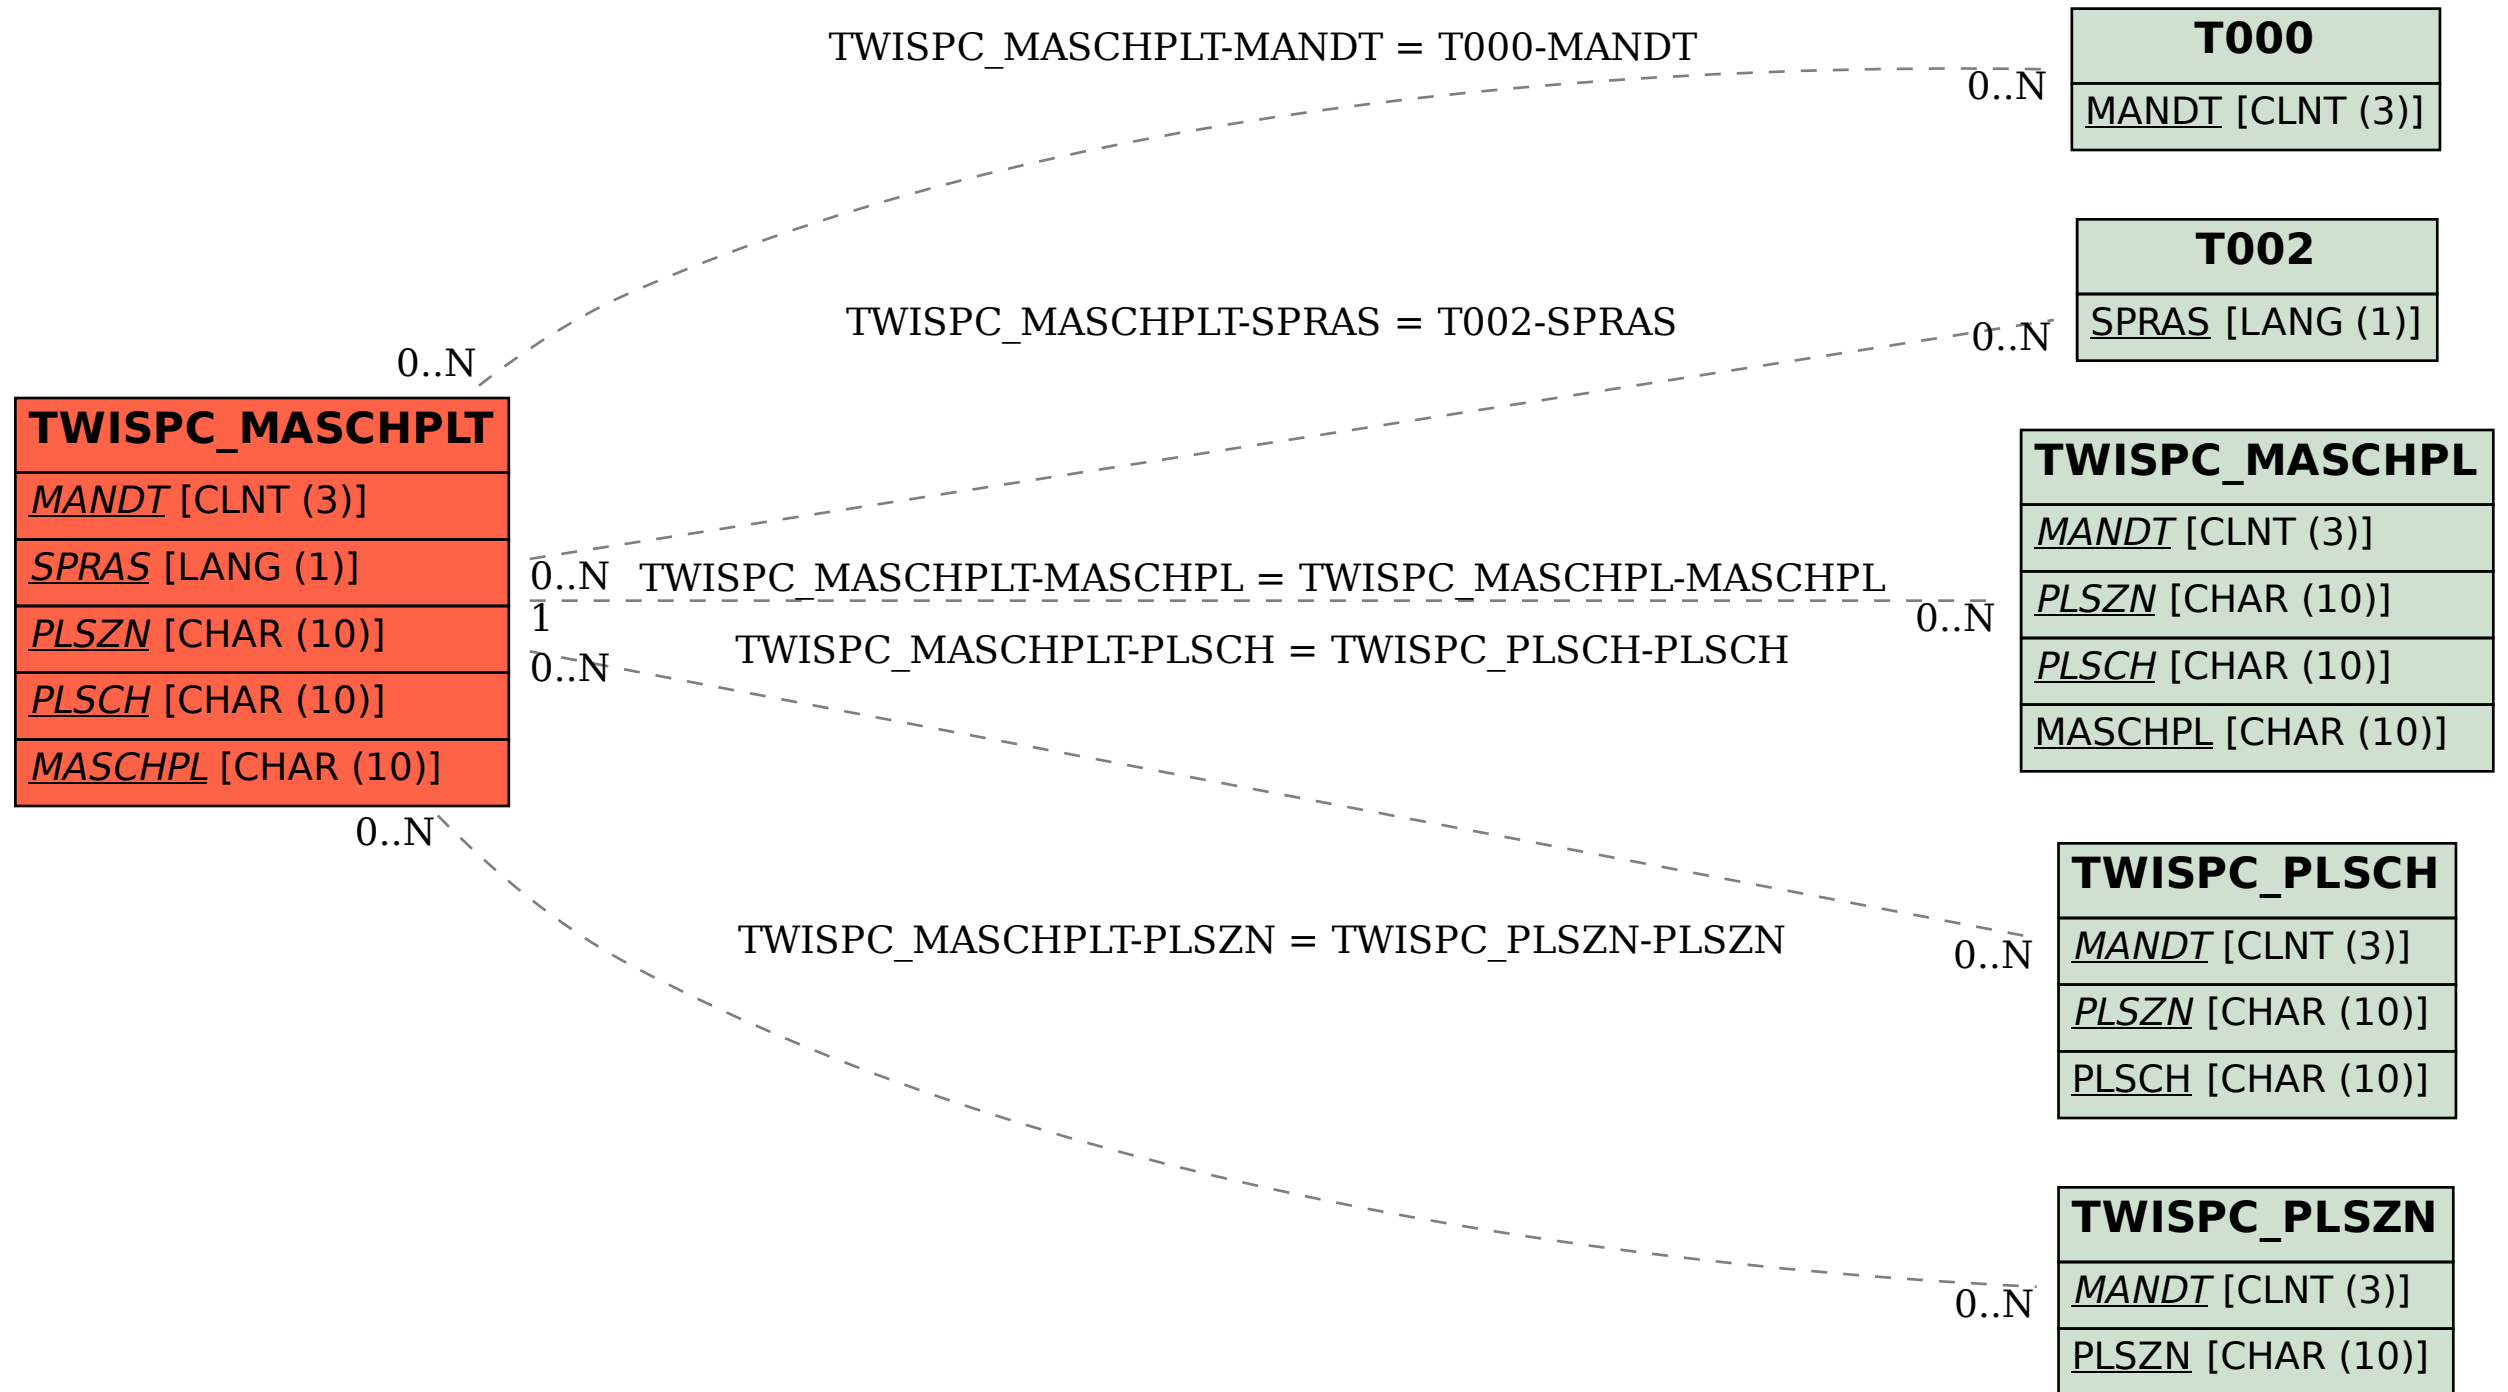 TWISPC_MASCHPLT-MANDT = T000-MANDT
0..N
0..N
T000
MANDT [CLNT (3)]
TWISPC_MASCHPLT-SPRAS = T002-SPRAS
0..N
0..N
T002
SPRAS [LANG (1)]
TWISPC_MASCHPLT
MANDT [CLNT (3)]
SPRAS [LANG (1)]
PLSZN [CHAR (10)]
PLSCH [CHAR (10)]
MASCHPL [CHAR (10)]
TWISPC_MASCHPLT-MASCHPL = TWISPC_MASCHPL-MASCHPL
1
0..N
TWISPC_MASCHPL
MANDT [CLNT (3)]
PLSZN [CHAR (10)]
PLSCH [CHAR (10)]
MASCHPL [CHAR (10)]
TWISPC_MASCHPLT-PLSCH = TWISPC_PLSCH-PLSCH
0..N
0..N
TWISPC_PLSCH
MANDT [CLNT (3)]
PLSZN [CHAR (10)]
PLSCH [CHAR (10)]
TWISPC_MASCHPLT-PLSZN = TWISPC_PLSZN-PLSZN
0..N
0..N
TWISPC_PLSZN
MANDT [CLNT (3)]
PLSZN [CHAR (10)]